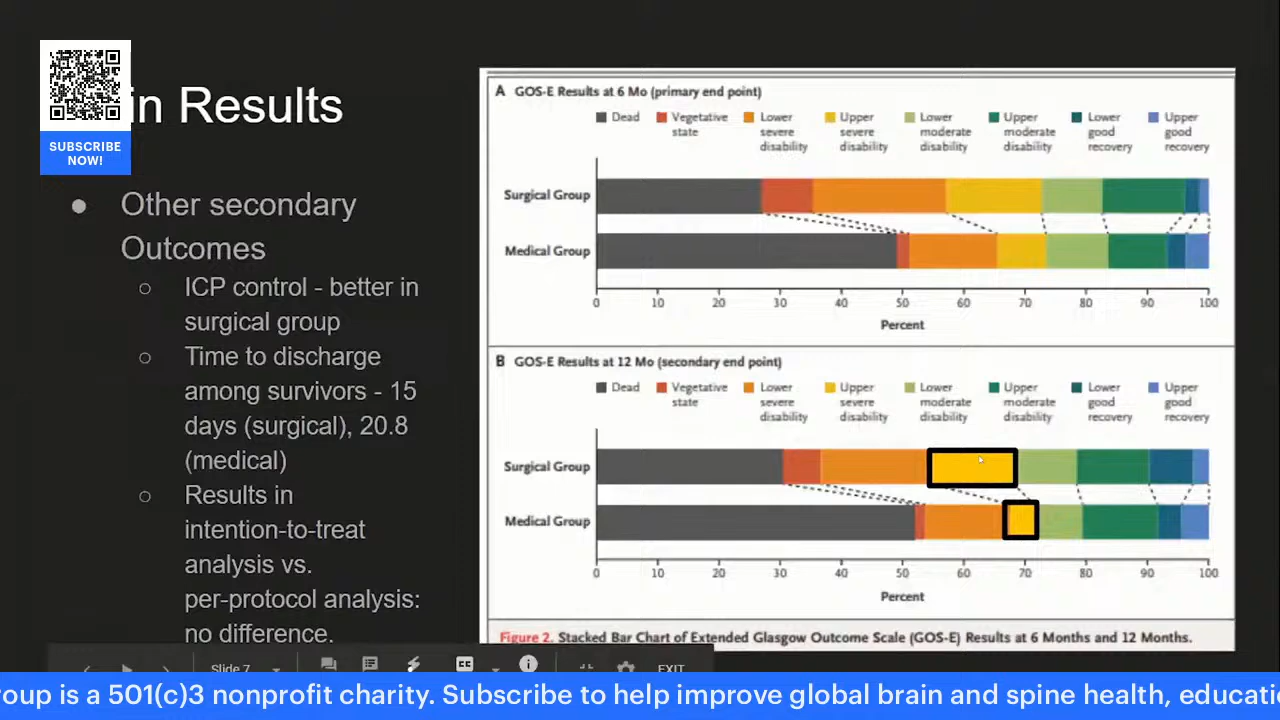 SUBSCRIBE
NOW!
in Results
Other secondary
Outcomes
ICP control - better in
surgical group
Time to discharge
among survivors - 15
days (surgical), 20.8
(medical)
Results in
intention-to-treat
analysis vs.
per-protocol analysis:
no difference.
A GOS-E Results at 6 Mo (primary end point)
Dead Vegetative state Lower severe disability Upper severe disability Lower moderate disability Upper moderate disability Lower good recovery Upper good recovery
Surgical Group
Medical Group
0 10 20 30 40 50 60 70 80 90 100
Percent
B GOS-E Results at 12 Mo (secondary end point)
Dead Vegetative state Lower severe disability Upper severe disability Lower moderate disability Upper moderate disability Lower good recovery Upper good recovery
Surgical Group
Medical Group
0 10 20 30 40 50 60 70 80 90 100
Percent
Figure 2. Stacked Bar Chart of Extended Glasgow Outcome Scale (GOS-E) Results at 6 Months and 12 Months.
Slide 7 CC EXIT
roup is a 501(c)3 nonprofit charity. Subscribe to help improve global brain and spine health, educati